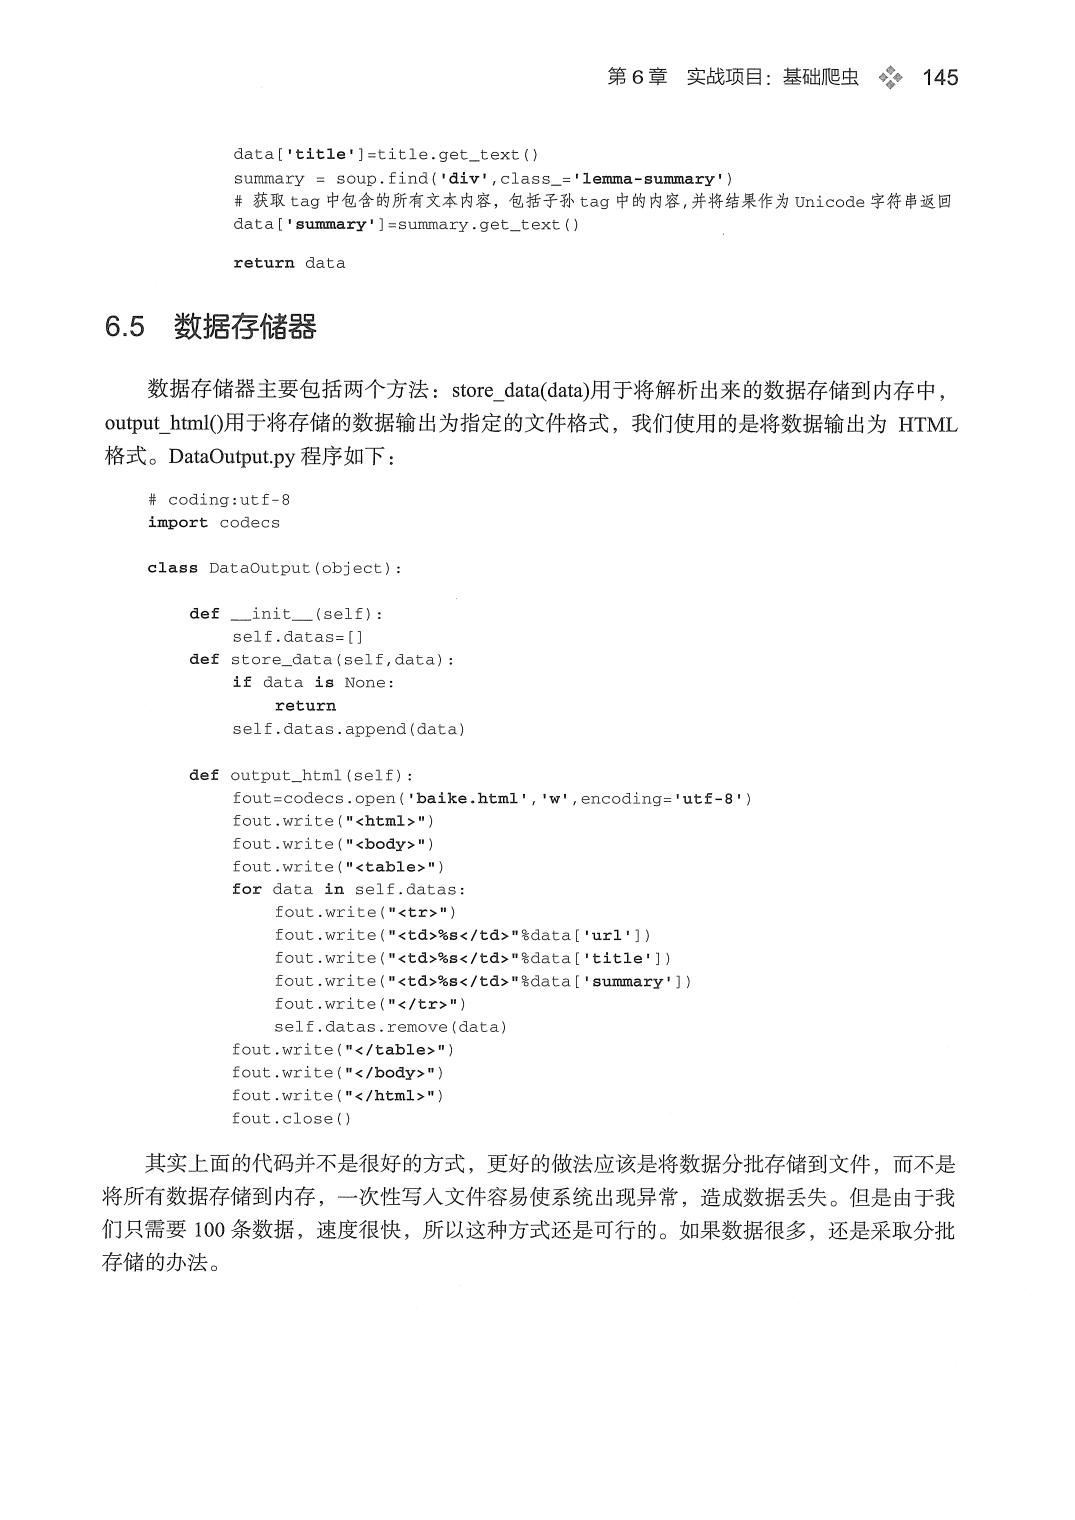 第 6 章 实战项目：基础爬虫 145
data['title']=title.get_text()
summary = soup.find('div',class_='lemma-summary')
# 获取 tag 中包含的所有文本内容，包括子孙 tag 中的内容,并将结果作为 Unicode 字符串返回
data['summary']=summary.get_text()
return data
6.5 数据存储器
数据存储器主要包括两个方法：store_data(data)用于将解析出来的数据存储到内存中，
output_html()用于将存储的数据输出为指定的文件格式，我们使用的是将数据输出为 HTML
格式。DataOutput.py 程序如下：
# coding:utf-8
import codecs
class DataOutput(object):
def __init__(self):
self.datas=[]
def store_data(self,data):
if data is None:
return
self.datas.append(data)
def output_html(self):
fout=codecs.open('baike.html','w',encoding='utf-8')
fout.write("<html>")
fout.write("<body>")
fout.write("<table>")
for data in self.datas:
fout.write("<tr>")
fout.write("<td>%s</td>"%data['url'])
fout.write("<td>%s</td>"%data['title'])
fout.write("<td>%s</td>"%data['summary'])
fout.write("</tr>")
self.datas.remove(data)
fout.write("</table>")
fout.write("</body>")
fout.write("</html>")
fout.close()
其实上面的代码并不是很好的方式，更好的做法应该是将数据分批存储到文件，而不是
将所有数据存储到内存，一次性写入文件容易使系统出现异常，造成数据丢失。但是由于我
们只需要 100 条数据，速度很快，所以这种方式还是可行的。如果数据很多，还是采取分批
存储的办法。